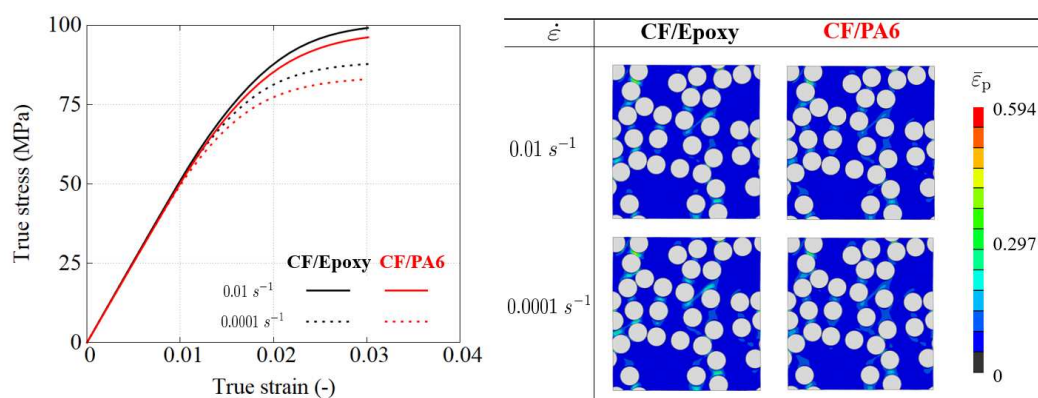 100
75
50
25
0
0
0.01
0.02
0.03
0.04
True stress (MPa)
True strain (-)
CF/Epoxy CF/PA6
0.01 s⁻¹
0.0001 s⁻¹
ε̇ CF/Epoxy CF/PA6
0.01 s⁻¹
0.0001 s⁻¹
ε̄p
0.594
0.297
0